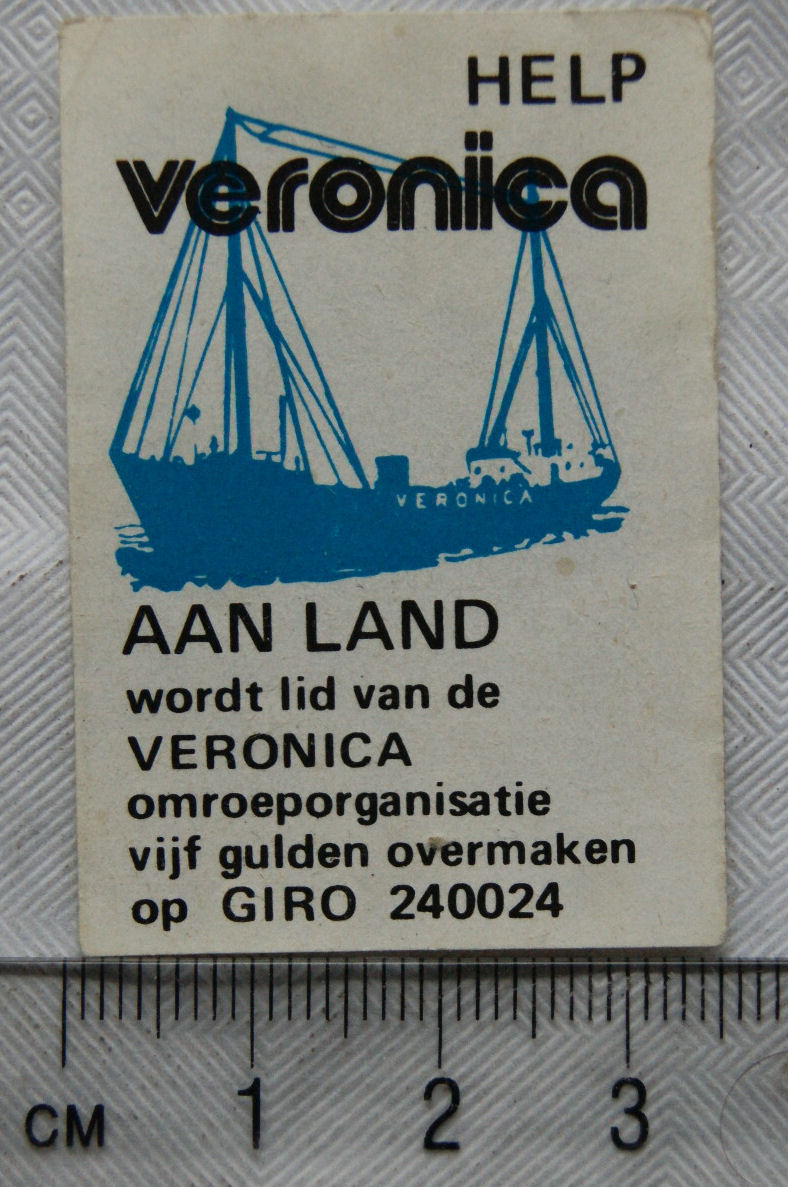 HELP
veronica
VERONICA
AAN LAND
wordt lid van de
VERONICA
omroeporganisatie
vijf gulden overmaken
op GIRO 240024
CM 1 2 3